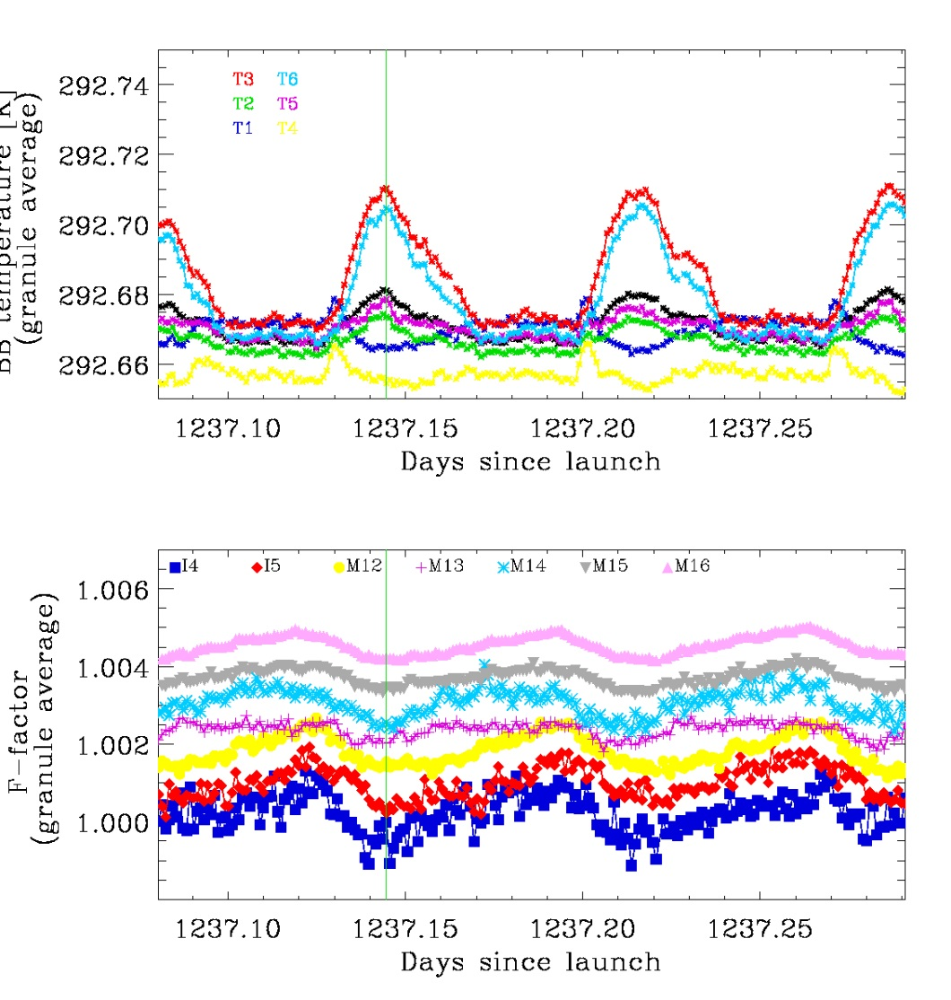 BB temperature [K]
(granule average)
292.74
292.72
292.70
292.68
292.66
T3 T6
T2 T5
T1 T4
1237.10 1237.15 1237.20 1237.25
Days since launch
F-factor
(granule average)
1.006
1.004
1.002
1.000
I4 I5 M12 M13 M14 M15 M16
1237.10 1237.15 1237.20 1237.25
Days since launch